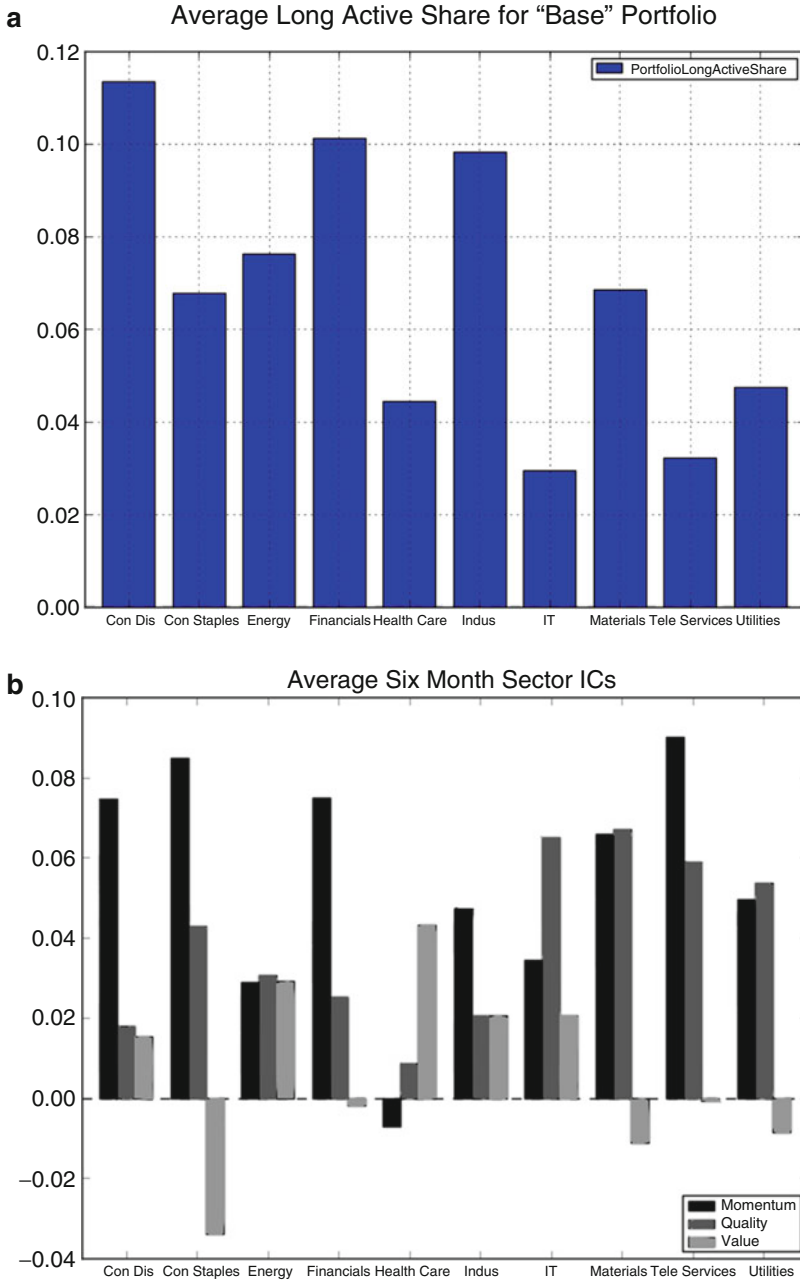 a
Average Long Active Share for “Base” Portfolio
PortfolioLongActiveShare
0.12
0.10
0.08
0.06
0.04
0.02
0.00
Con Dis Con Staples Energy Financials Health Care Indus IT Materials Tele Services Utilities
b
Average Six Month Sector ICs
0.10
0.08
0.06
0.04
0.02
0.00
−0.02
−0.04
Momentum
Quality
Value
Con Dis Con Staples Energy Financials Health Care Indus IT Materials Tele Services Utilities